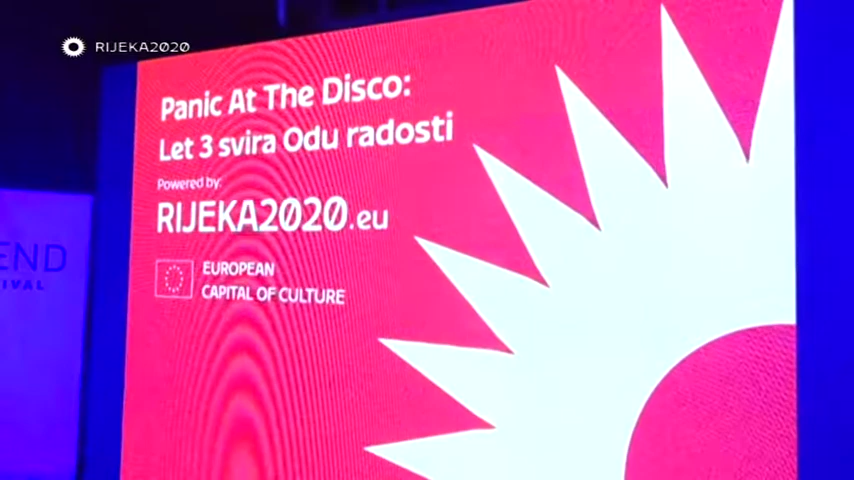 RIJEKA2020
Panic At The Disco:
Let 3 svira Odu radosti
Powered by:
RIJEKA2020.eu
EUROPEAN
CAPITAL OF CULTURE
END
IVAL